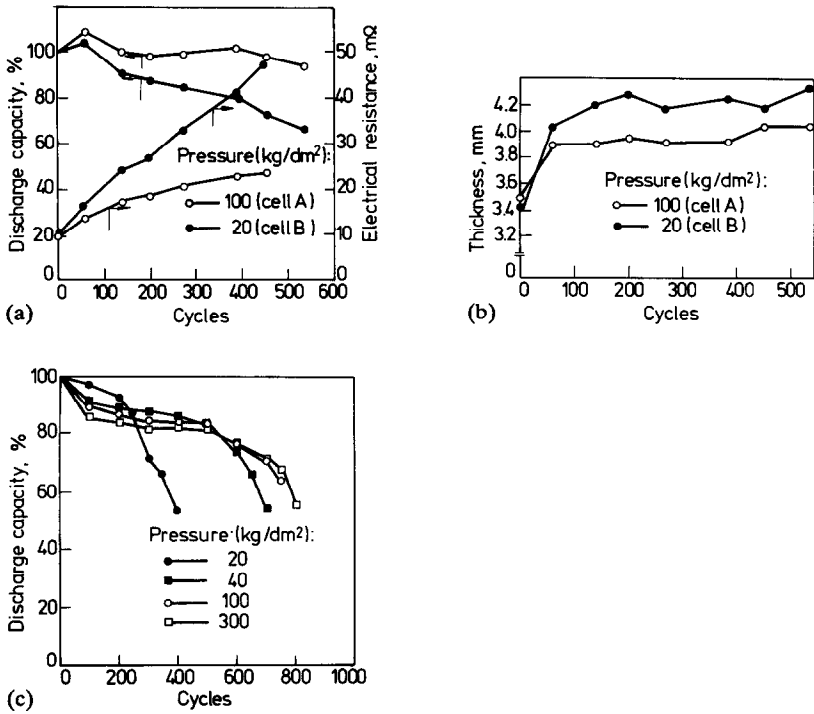 Discharge capacity, %
100
80
60
40
20
0
Electrical resistance, mΩ
50
40
30
20
10
0
Pressure (kg/dm²):
100 (cell A)
20 (cell B)
0 100 200 300 400 500 600
Cycles
(a)
Thickness, mm
4.2
4.0
3.8
3.6
3.4
3.2
0
Pressure (kg/dm²):
100 (cell A)
20 (cell B)
0 100 200 300 400 500
Cycles
(b)
Discharge capacity, %
100
80
60
40
20
0
Pressure (kg/dm²):
20
40
100
300
0 200 400 600 800 1000
Cycles
(c)